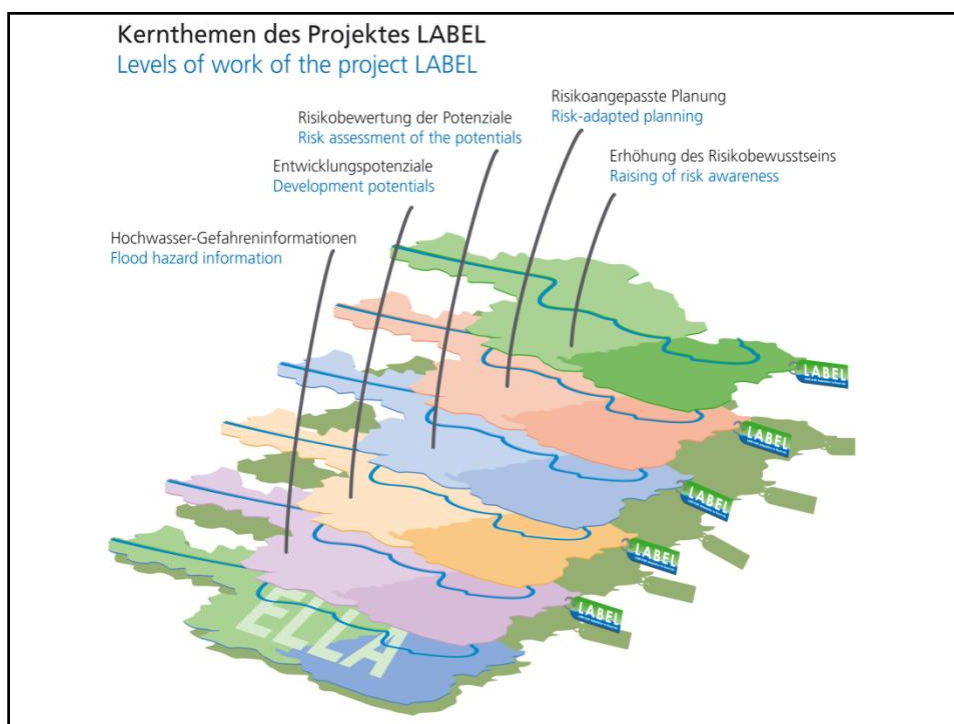 Kernthemen des Projektes LABEL
Levels of work of the project LABEL
Risikoangepasste Planung
Risk-adapted planning
Risikobewertung der Potenziale
Risk assessment of the potentials
Erhöhung des Risikobewusstseins
Raising of risk awareness
Entwicklungspotenziale
Development potentials
Hochwasser-Gefahreninformationen
Flood hazard information
LABEL
LABEL
LABEL
LABEL
LABEL
ELLA